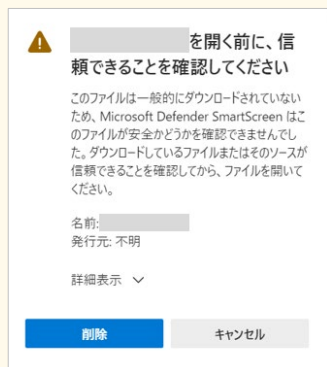 を開く前に、信
頼できることを確認してください
このファイルは一般的にダウンロードされていない
ため、Microsoft Defender SmartScreen はこ
のファイルが安全かどうかを確認できませんでし
た。ダウンロードしているファイルまたはそのソースが
信頼できることを確認してから、ファイルを開いて
ください。
名前:
発行元: 不明
詳細表示
削除
キャンセル